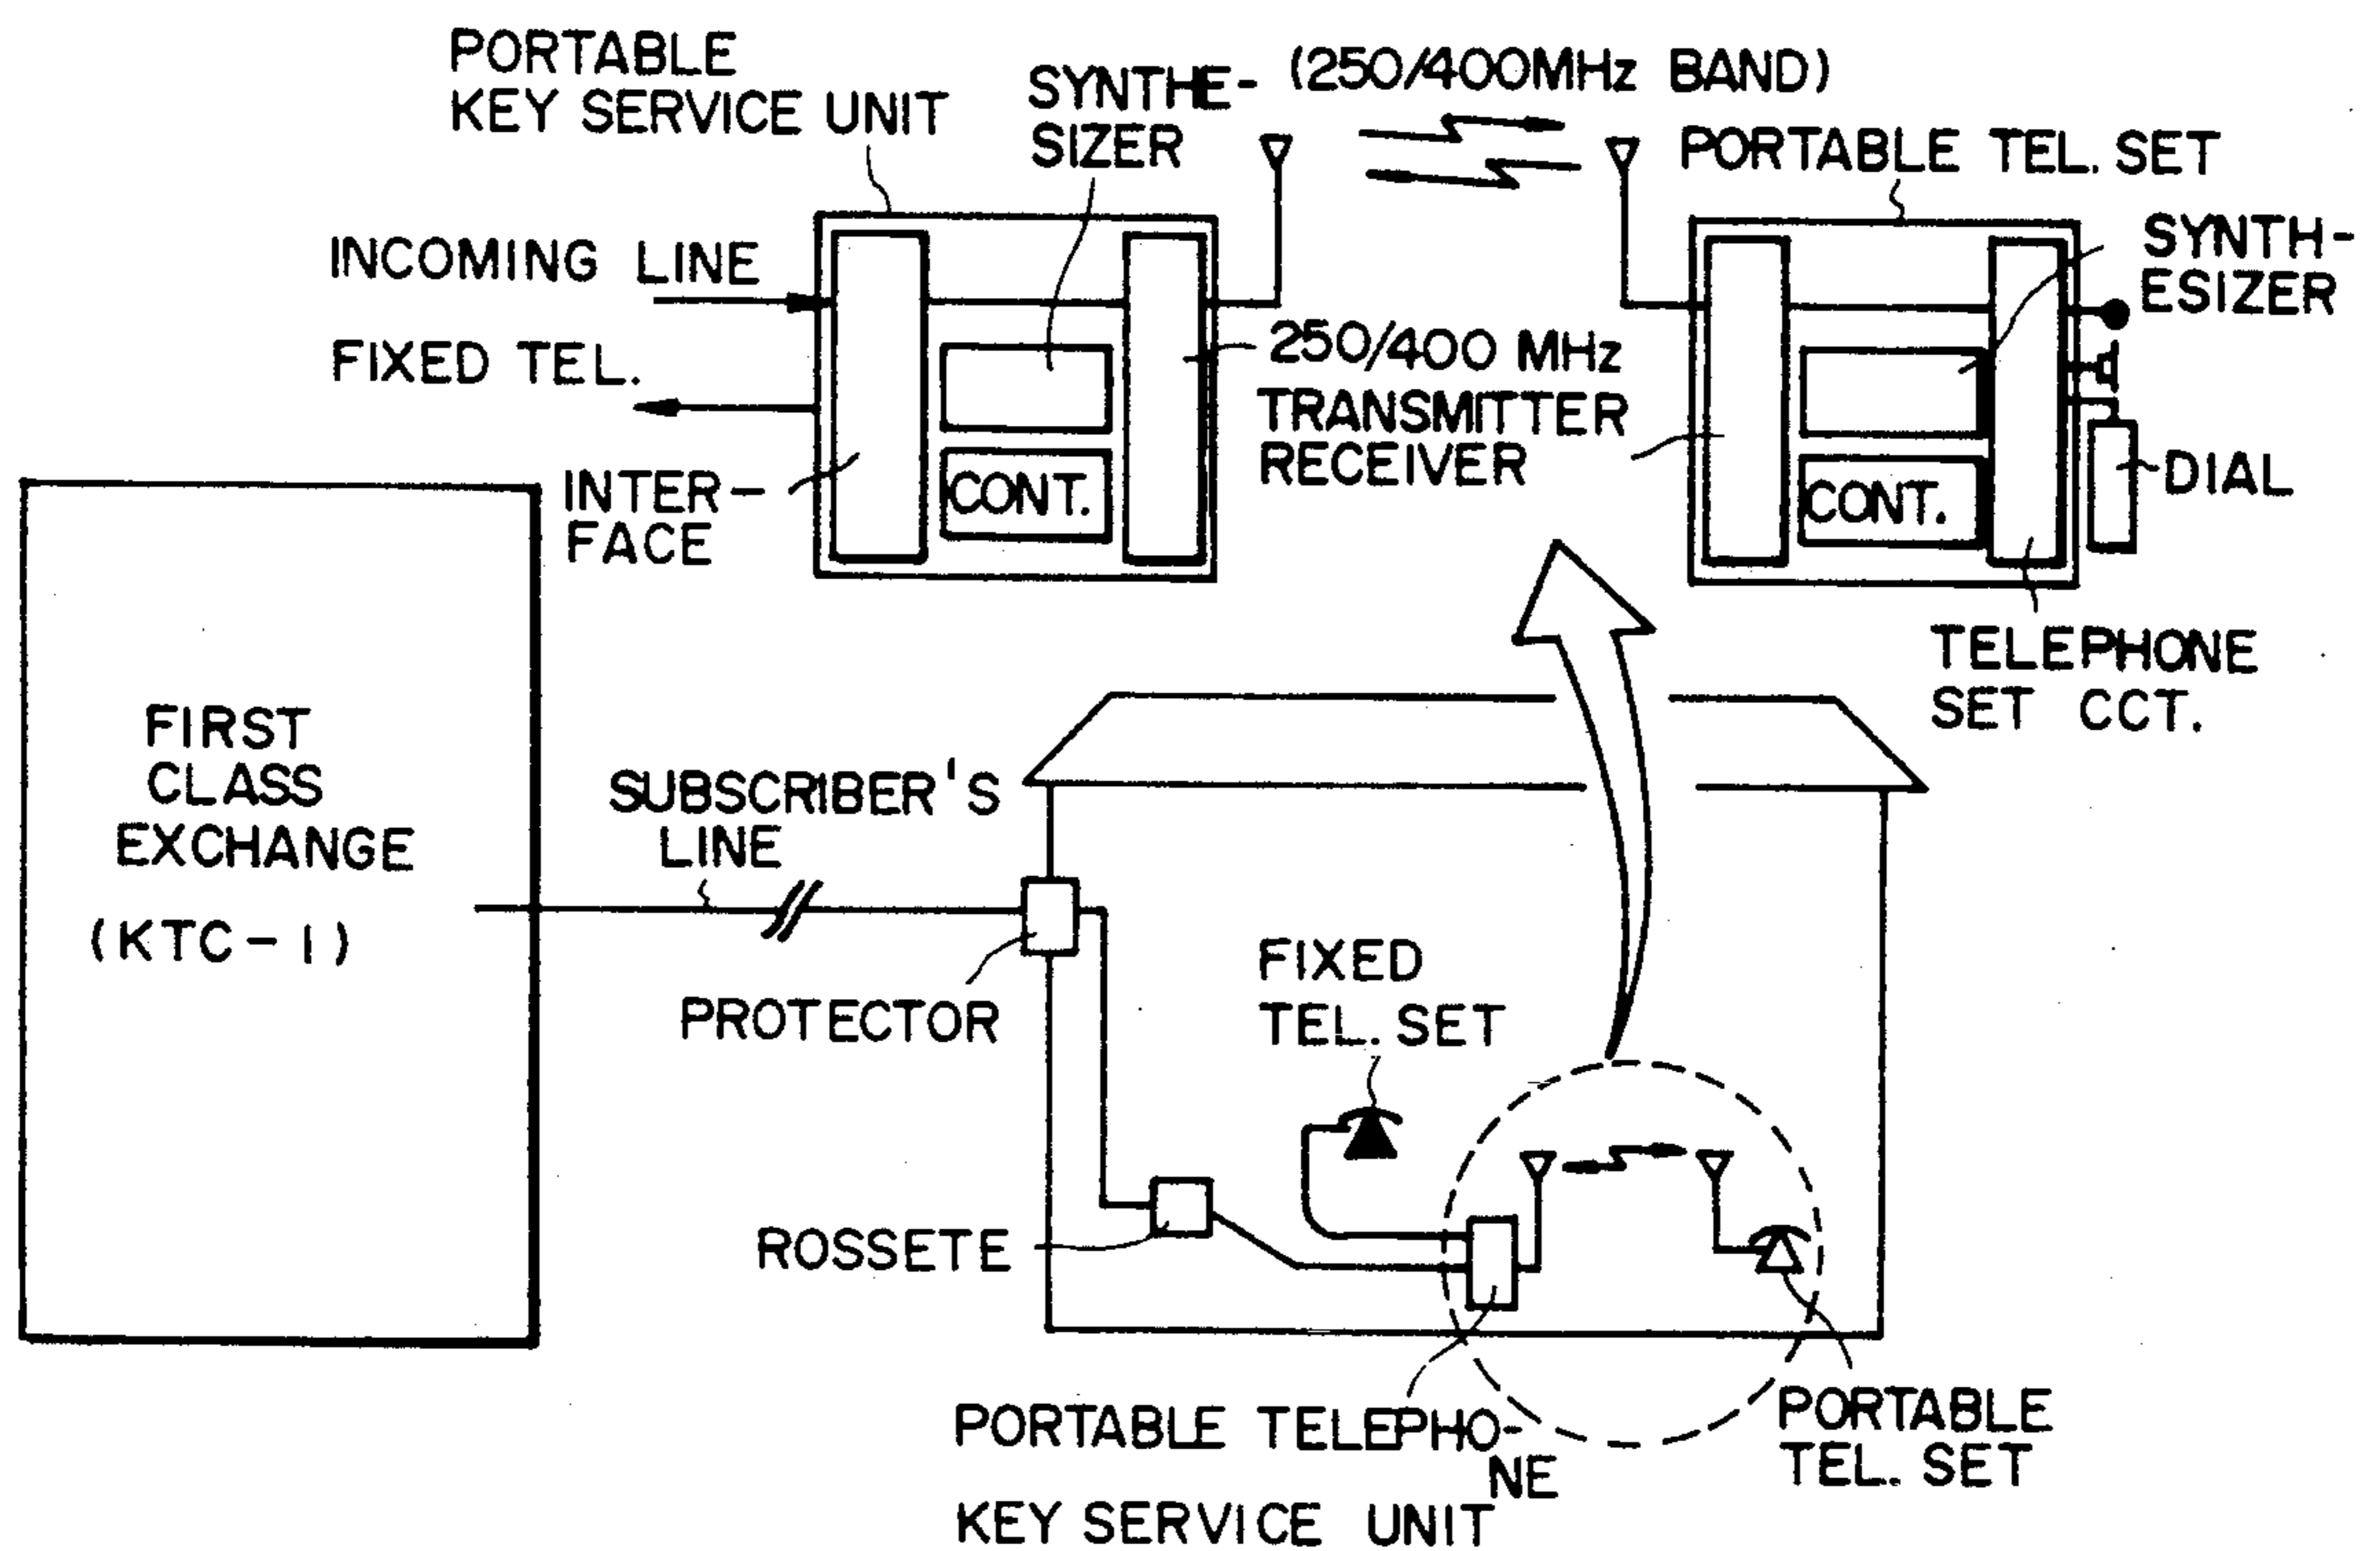 PORTABLE
KEY SERVICE UNIT
SYNTHE-
SIZER
(250/400MHz BAND)
PORTABLE TEL. SET
SYNTH-
ESIZER
INCOMING LINE
FIXED TEL.
INTER-
FACE
CONT.
250/400 MHz
TRANSMITTER
RECEIVER
CONT.
DIAL
TELEPHONE
SET CCT.
FIRST
CLASS
EXCHANGE
(KTC-1)
SUBSCRIBER'S
LINE
PROTECTOR
FIXED
TEL. SET
ROSSETE
PORTABLE TELEPHO-
NE
KEY SERVICE UNIT
PORTABLE
TEL. SET